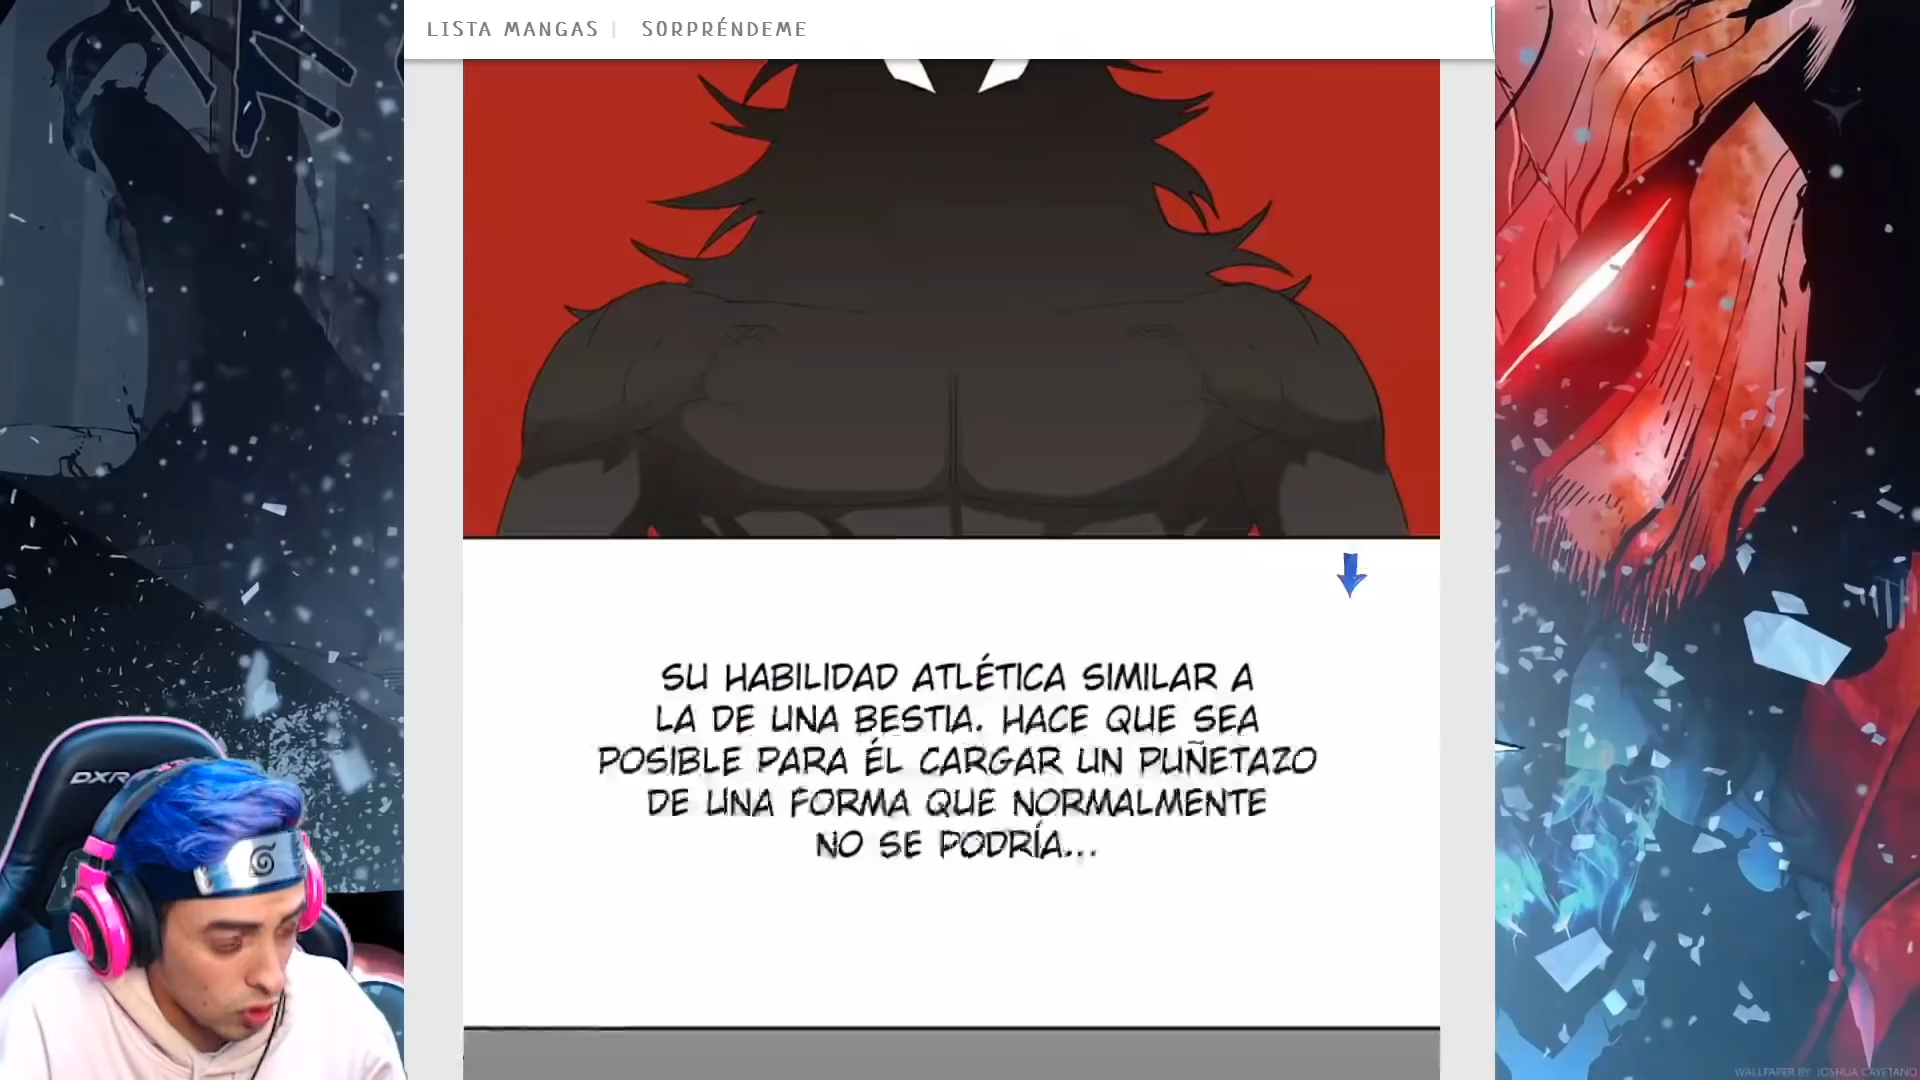 LISTA MANGAS | SORPRÉNDEME
SU HABILIDAD ATLÉTICA SIMILAR A
LA DE UNA BESTIA. HACE QUE SEA
POSIBLE PARA ÉL CARGAR UN PUÑETAZO
DE UNA FORMA QUE NORMALMENTE
NO SE PODRÍA...
DXR
WALLPAPER BY: JOSHUA CAYETANO